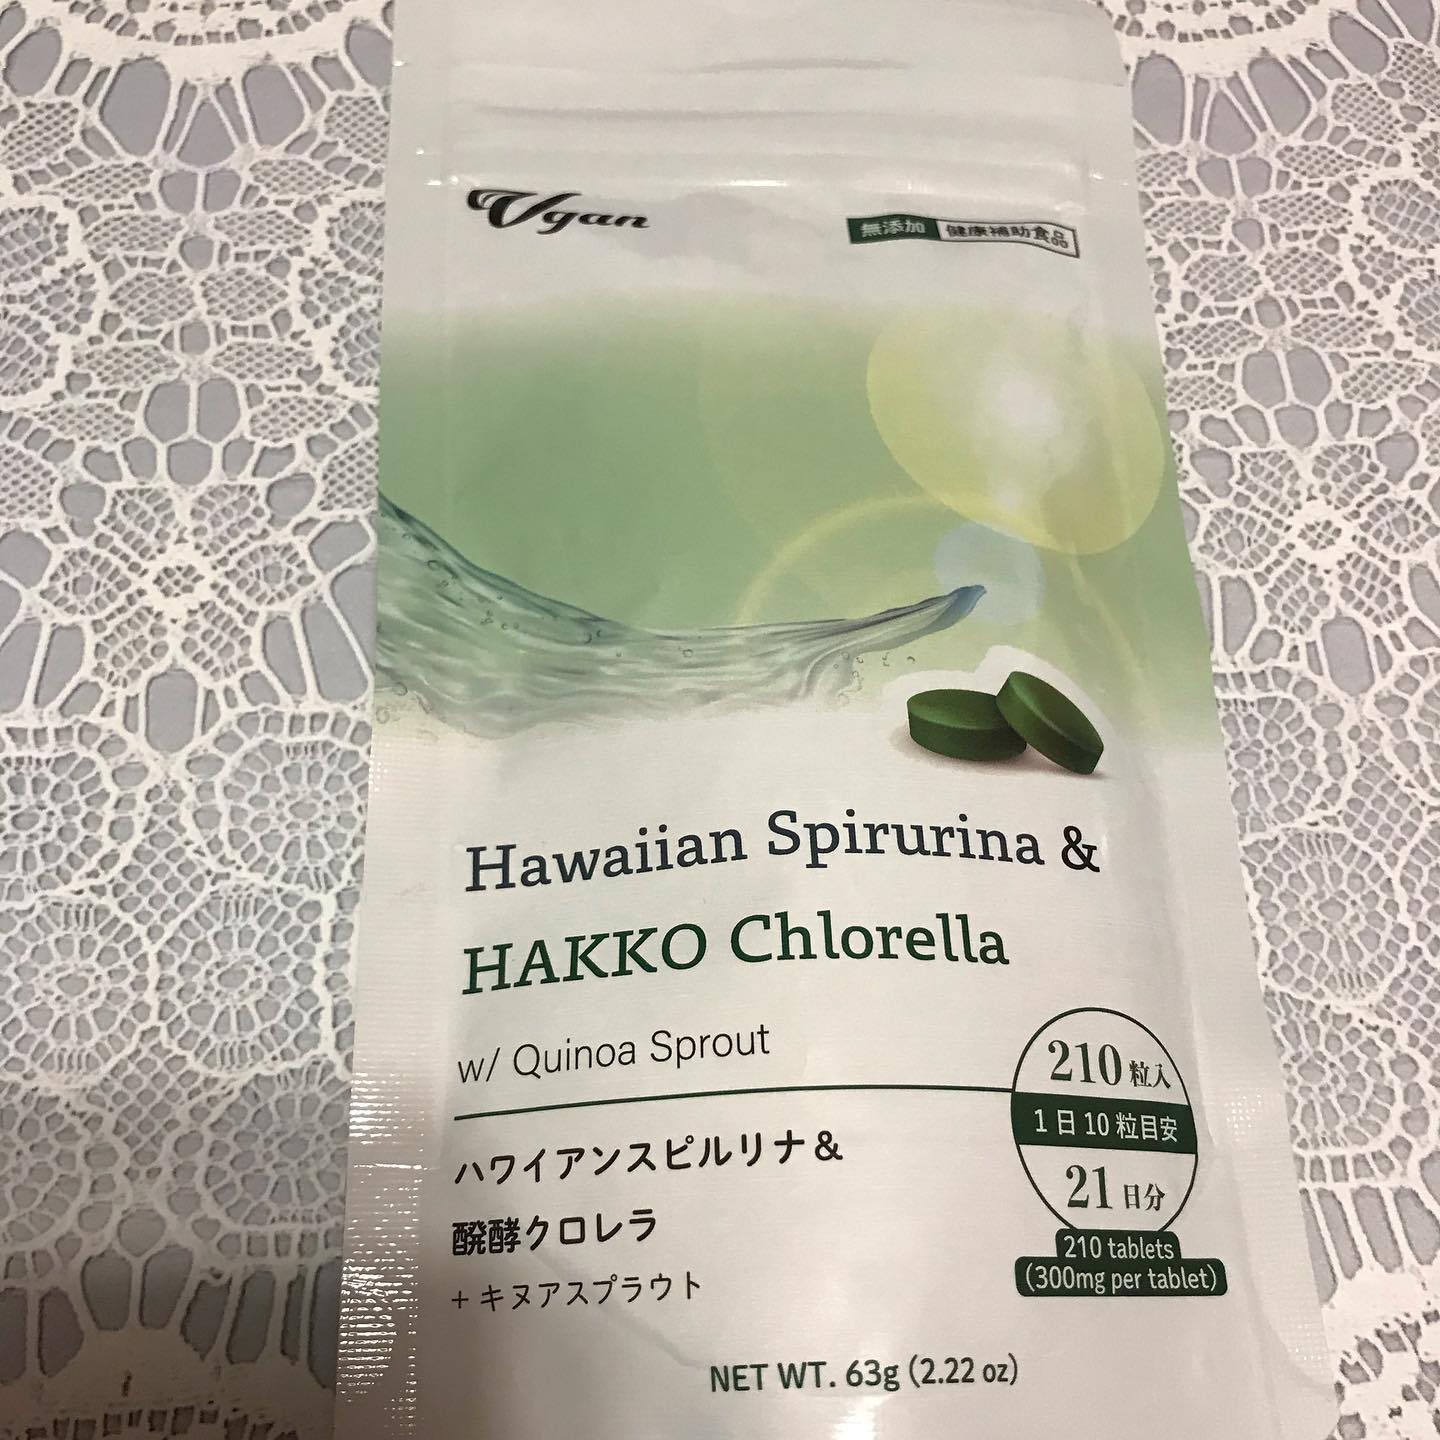 Vgan
無添加 健康補助食品
Hawaiian Spirurina &
HAKKO Chlorella
w/ Quinoa Sprout
ハワイアンスピルリナ&
醗酵クロレラ
+ キヌアスプラウト
210粒入
1日10粒目安
21日分
210 tablets
(300mg per tablet)
NET WT. 63g (2.22 oz)